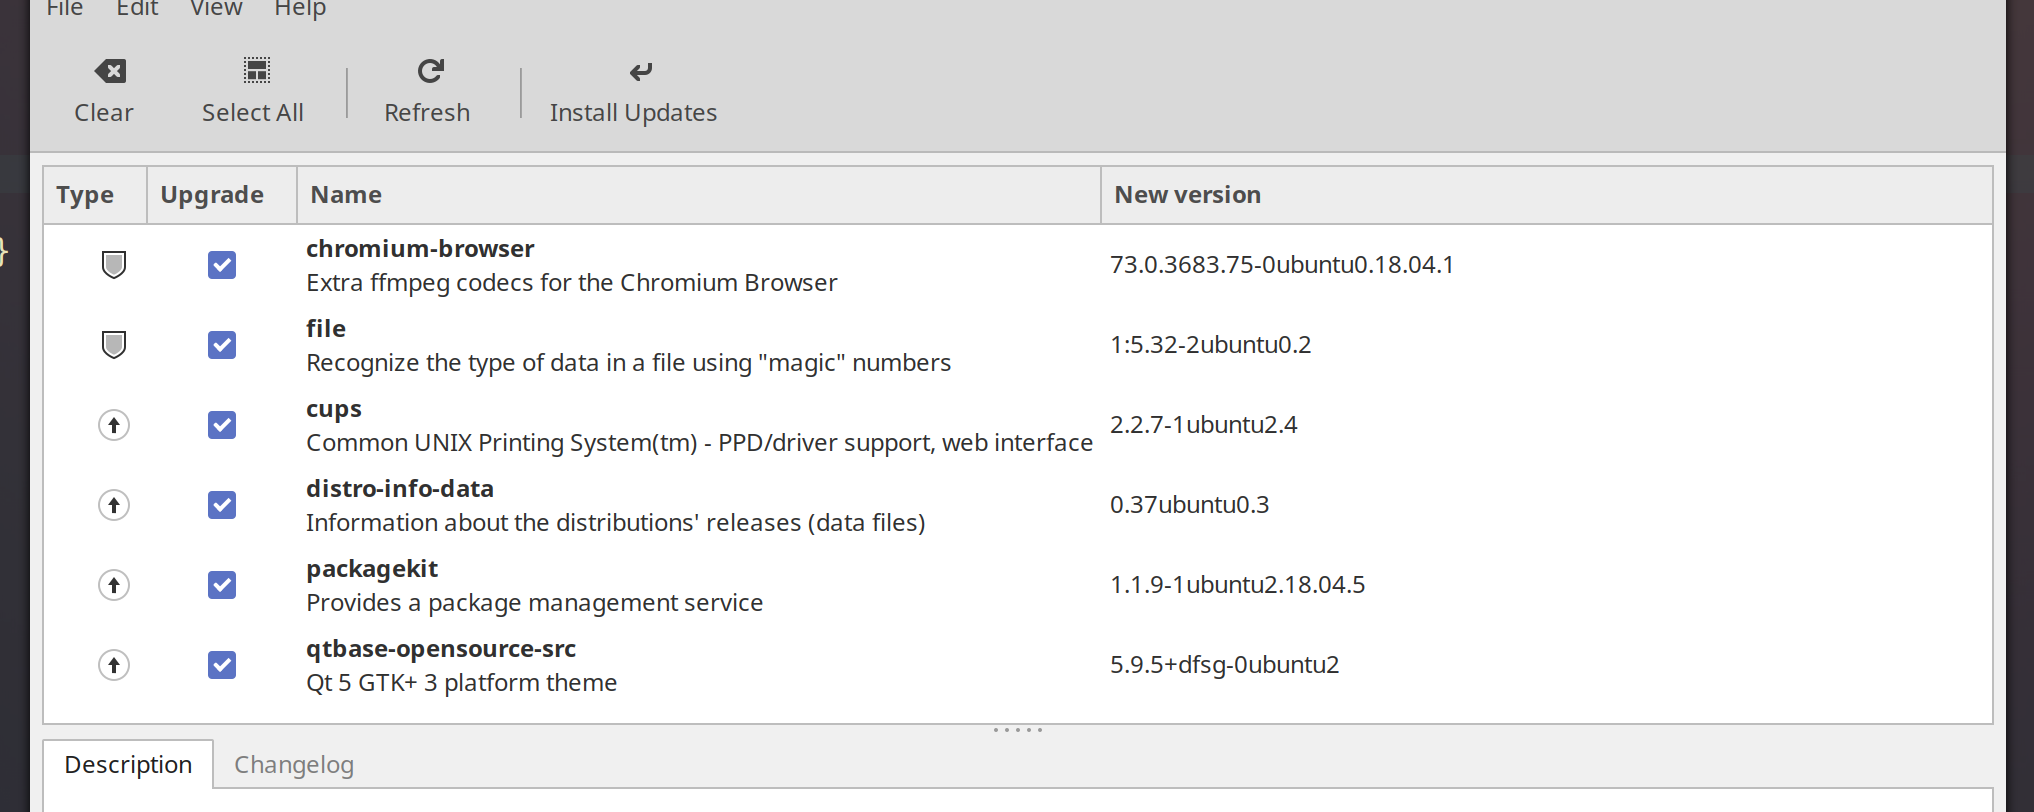 File Edit View Help
Clear Select All Refresh Install Updates
Type Upgrade Name New version
chromium-browser
Extra ffmpeg codecs for the Chromium Browser
73.0.3683.75-0ubuntu0.18.04.1
file
Recognize the type of data in a file using "magic" numbers
1:5.32-2ubuntu0.2
cups
Common UNIX Printing System(tm) - PPD/driver support, web interface
2.2.7-1ubuntu2.4
distro-info-data
Information about the distributions' releases (data files)
0.37ubuntu0.3
packagekit
Provides a package management service
1.1.9-1ubuntu2.18.04.5
qtbase-opensource-src
Qt 5 GTK+ 3 platform theme
5.9.5+dfsg-0ubuntu2
Description Changelog
}